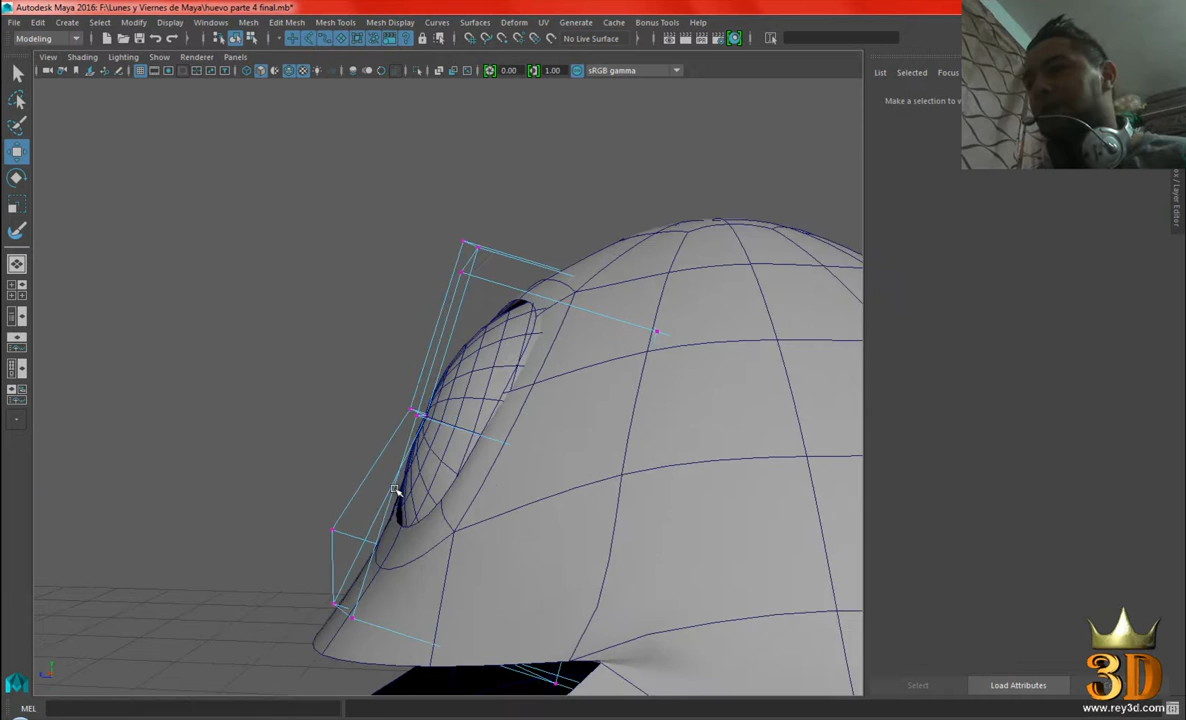 Autodesk Maya 2016: F:\Lunes y Viernes de Maya\huevo parte 4 final.mb*
File Edit Create Select Modify Display Windows Mesh Edit Mesh Mesh Tools Mesh Display Curves Surfaces Deform UV Generate Cache Bonus Tools Help
Modeling No Live Surface
View Shading Lighting Show Renderer Panels
List Selected Focus
0.00 1.00 sRGB gamma
Make a selection to v
Layer Editor
Select Load Attributes
3D
www.rey3d.com
MEL